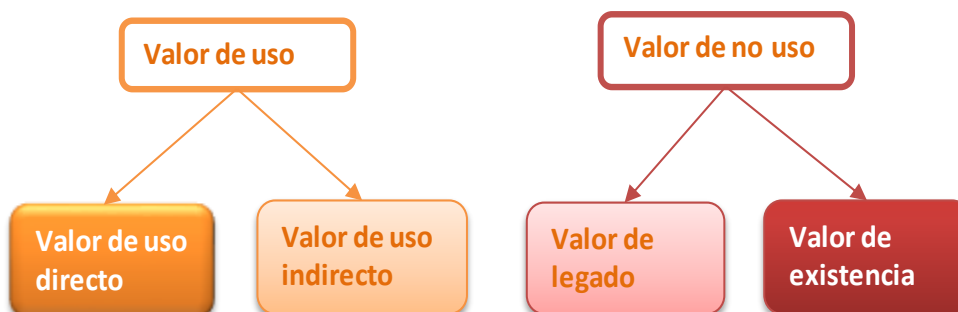 Valor de uso
Valor de no uso
Valor de uso
directo
Valor de uso
indirecto
Valor de
legado
Valor de
existencia